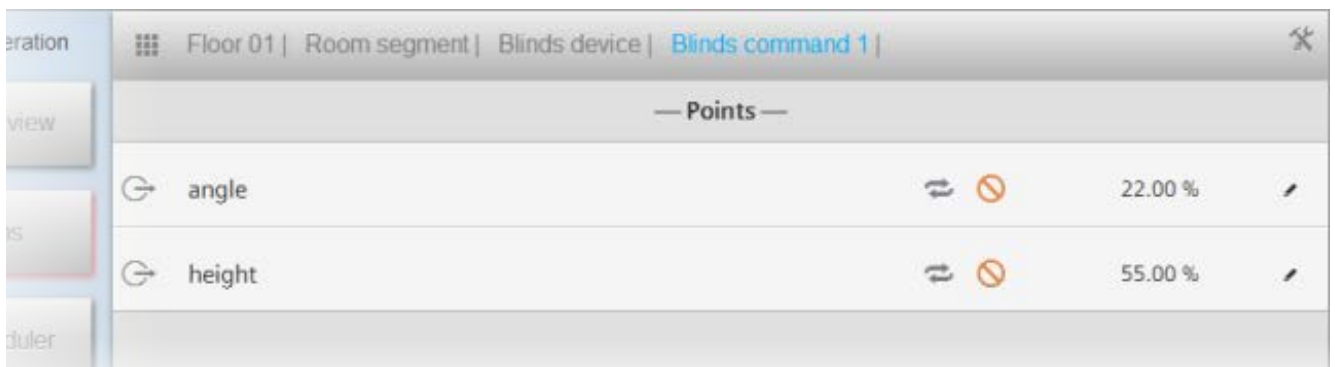 eration
Floor 01 | Room segment | Blinds device | Blinds command 1 |
— Points —
view
angle 22.00 %
height 55.00 %
duler